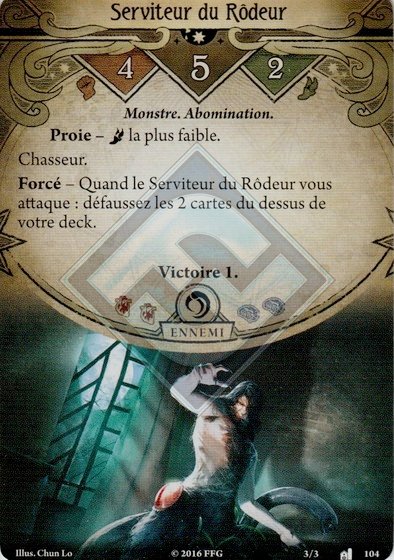 Serviteur du Rôdeur
4 5 2
Monstre. Abomination.
Proie – la plus faible.
Chasseur.
Forcé – Quand le Serviteur du Rôdeur vous
attaque : défaussez les 2 cartes du dessus de
votre deck.
Victoire 1.
ENNEMI
Illus. Chun Lo © 2016 FFG 3/3 104